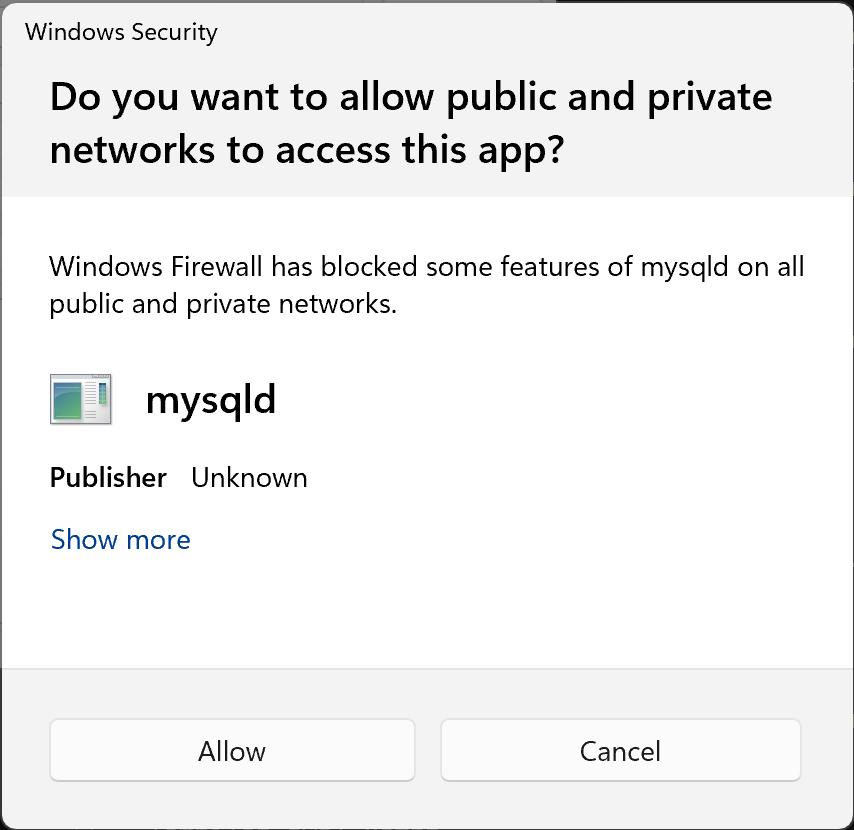 Windows Security
Do you want to allow public and private
networks to access this app?
Windows Firewall has blocked some features of mysqld on all
public and private networks.
mysqld
Publisher Unknown
Show more
Allow Cancel